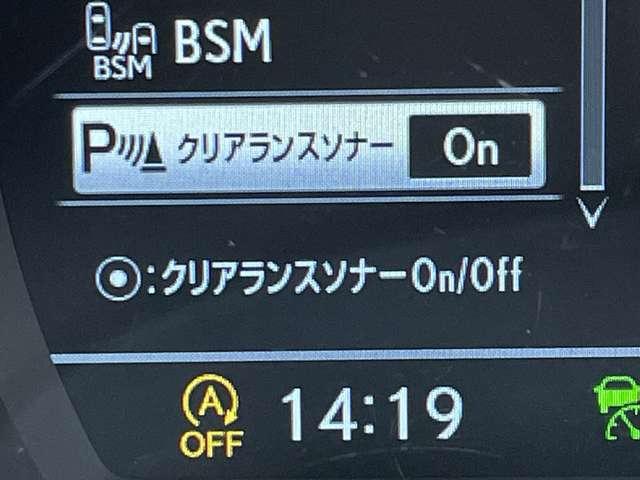 BSM BSM
P クリアランスソナー On
⦿:クリアランスソナーOn/Off
A
OFF 14:19